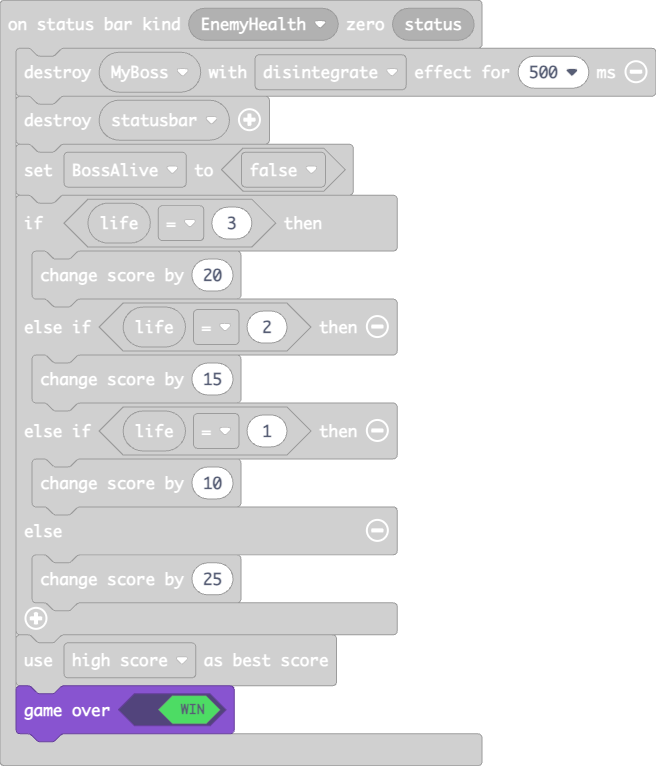 on status bar kind EnemyHealth zero status
destroy MyBoss with disintegrate effect for 500 ms
destroy statusbar
set BossAlive to false
if life = 3 then
change score by 20
else if life = 2 then
change score by 15
else if life = 1 then
change score by 10
else
change score by 25
use high score as best score
game over WIN